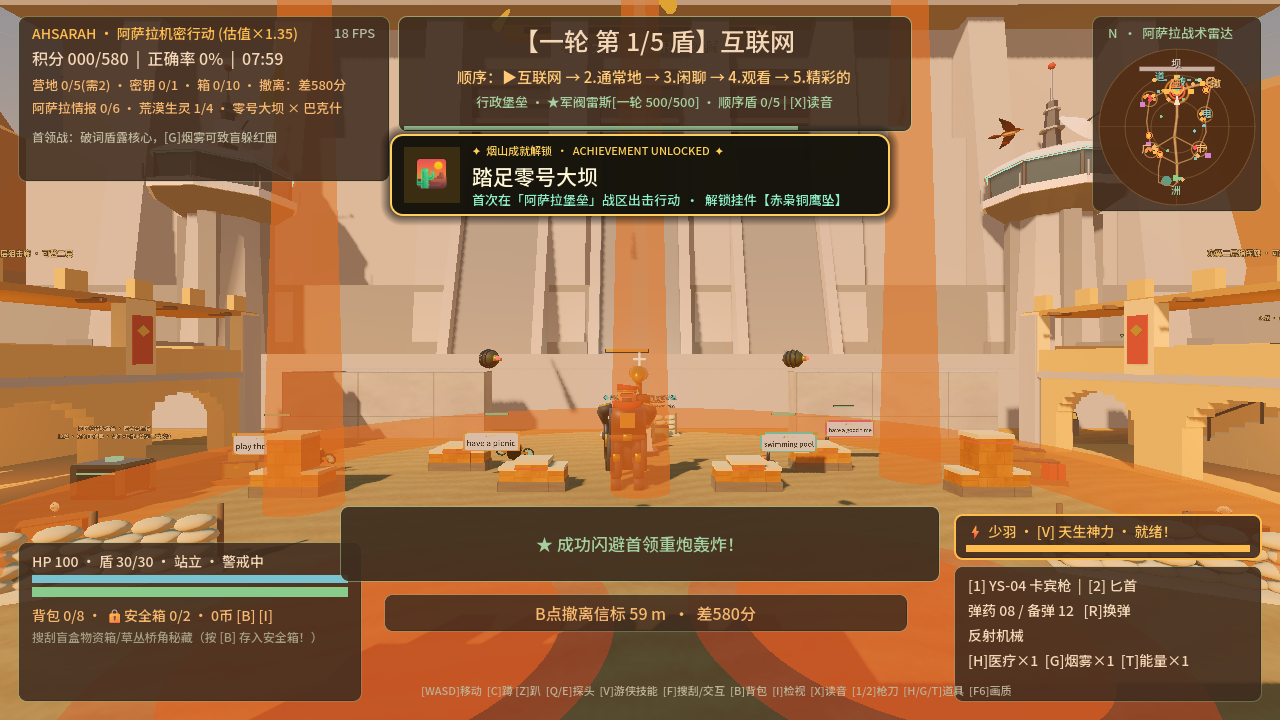 AHSARAH · 阿萨拉机密行动 (估值×1.35)
18 FPS
积分 000/580 | 正确率 0% | 07:59
营地 0/5(需2) · 密钥 0/1 · 箱 0/10 · 撤离: 差580分
阿萨拉情报 0/6 · 荒漠生灵 1/4 · 零号大坝 × 巴克什
首领战: 破词盾露核心, [G]烟雾可致盲躲红圈
【一轮 第 1/5 盾】互联网
顺序: ▶互联网 → 2.通常地 → 3.闲聊 → 4.观看 → 5.精彩的
行政堡垒 · ★军阀雷斯[一轮 500/500] · 顺序盾 0/5 | [X]读音
✦ 烟山成就解锁 · ACHIEVEMENT UNLOCKED ✦
踏足零号大坝
首次在「阿萨拉堡垒」战区出击行动 · 解锁挂件【赤枭铜鹰坠】
N · 阿萨拉战术雷达
坝
洲
play the
have a picnic
swimming pool
have a good time
★ 成功闪避首领重炮轰炸!
B点撤离信标 59 m · 差580分
HP 100 · 盾 30/30 · 站立 · 警戒中
背包 0/8 · 安全箱 0/2 · 0币 [B] [I]
搜刮盲盒物资箱/草丛桥角秘藏（按 [B] 存入安全箱！）
少羽 · [V] 天生神力 · 就绪!
[1] YS-04 卡宾枪 | [2] 匕首
弹药 08 / 备弹 12 [R]换弹
反射机械
[H]医疗×1 [G]烟雾×1 [T]能量×1
[WASD]移动 [C]蹲 [Z]趴 [Q/E]探头 [V]游侠技能 [F]搜刮/交互 [B]背包 [I]检视 [X]读音 [1/2]枪刀 [H/G/T]道具 [F6]画质